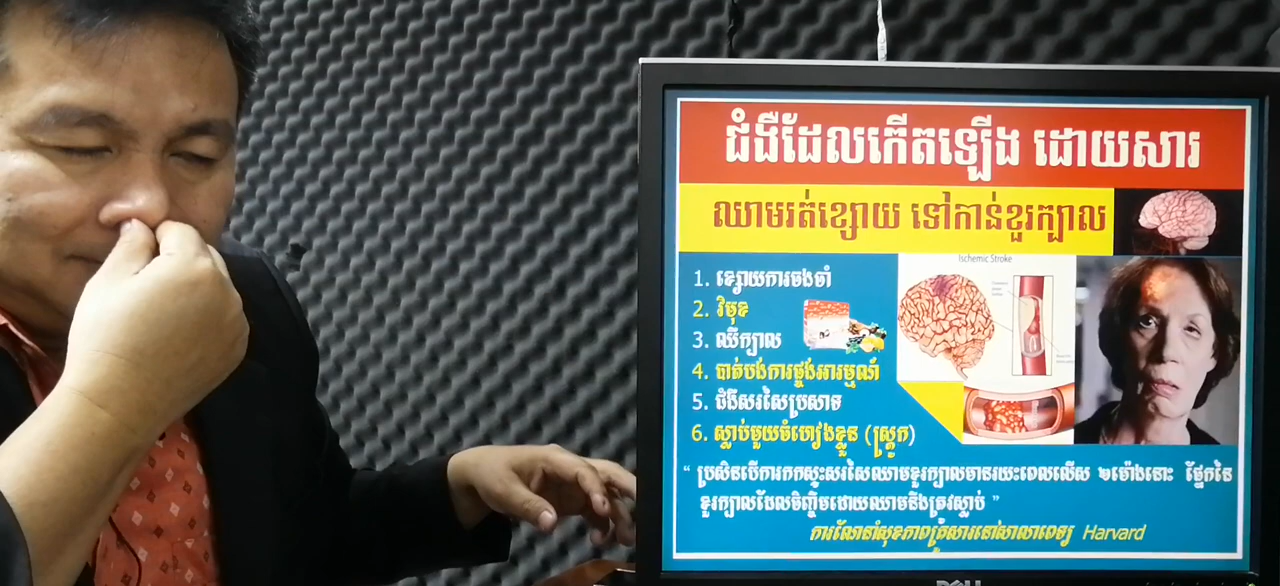 ជំងឺដែលកើតឡើង ដោយសារ
ឈាមរត់ខ្សោយ ទៅកាន់ខួរក្បាល
Ischemic Stroke
1. ខ្សោយការចងចាំ
2. វិមុខ
3. ឈឺក្បាល
4. បាត់បង់ការផ្ចង់អារម្មណ៍
5. ជំងឺសរសៃប្រសាទ
6. ស្លាប់មួយចំហៀងខ្លួន (ស្ត្រូក)
“ ប្រសិនបើការកកស្ទះសរសៃឈាមខួរក្បាលមានរយៈពេលលើស ២ម៉ោងនោះ ផ្នែកនៃ
ខួរក្បាលដែលចិញ្ចឹមដោយឈាមនឹងត្រូវស្លាប់ ”
ការណែនាំសុខភាពគ្រួសារនៅសាលាពេទ្យ Harvard